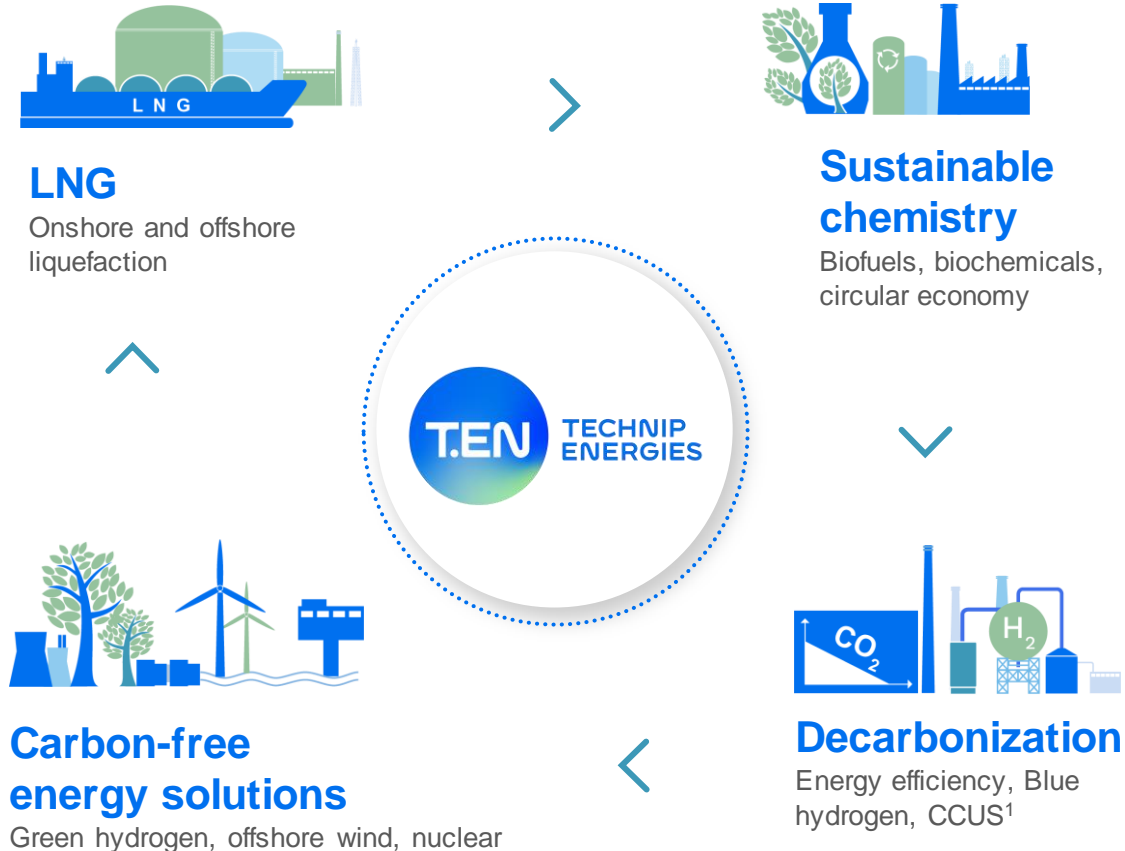 L N G
LNG
Onshore and offshore
liquefaction
Sustainable
chemistry
Biofuels, biochemicals,
circular economy
T.EN
TECHNIP
ENERGIES
CO2
H2
Carbon-free
energy solutions
Green hydrogen, offshore wind, nuclear
Decarbonization
Energy efficiency, Blue
hydrogen, CCUS¹